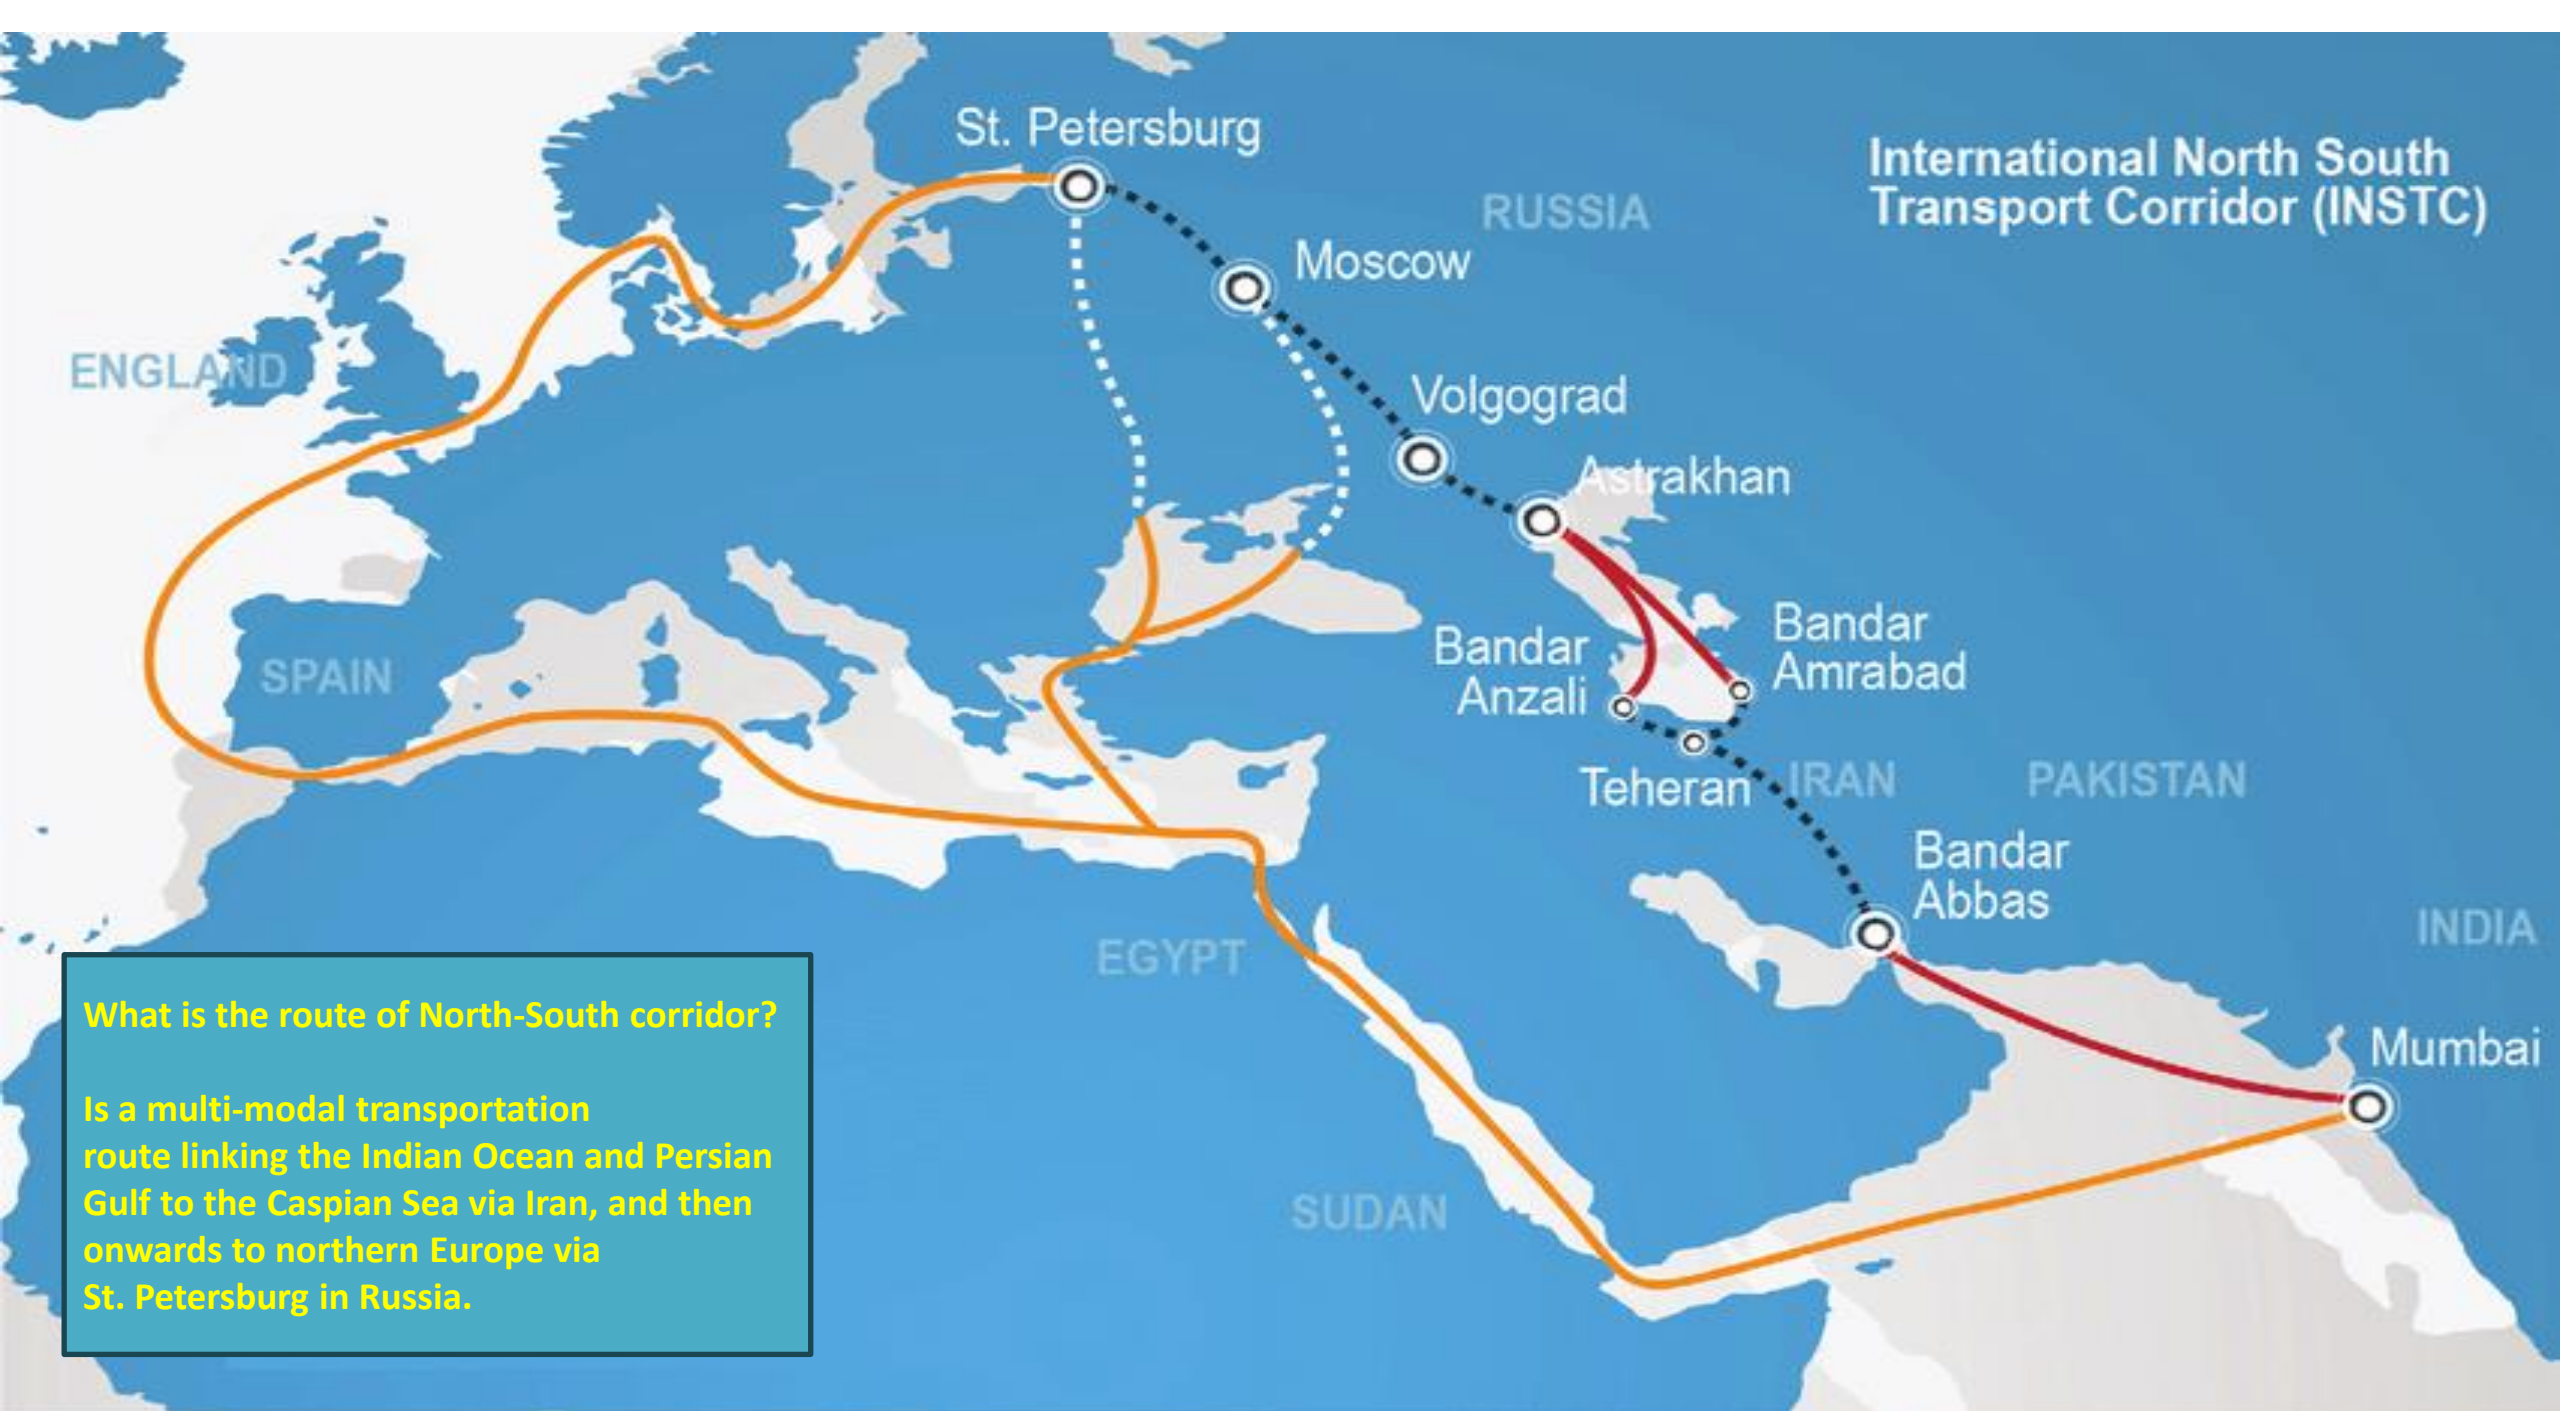 St. Petersburg
International North South
Transport Corridor (INSTC)
RUSSIA
Moscow
ENGLAND
Volgograd
Astrakhan
Bandar
Amrabad
Bandar
Anzali
SPAIN
Teheran
IRAN
PAKISTAN
Bandar
Abbas
INDIA
EGYPT
Mumbai
SUDAN
What is the route of North-South corridor?
Is a multi-modal transportation
route linking the Indian Ocean and Persian
Gulf to the Caspian Sea via Iran, and then
onwards to northern Europe via
St. Petersburg in Russia.